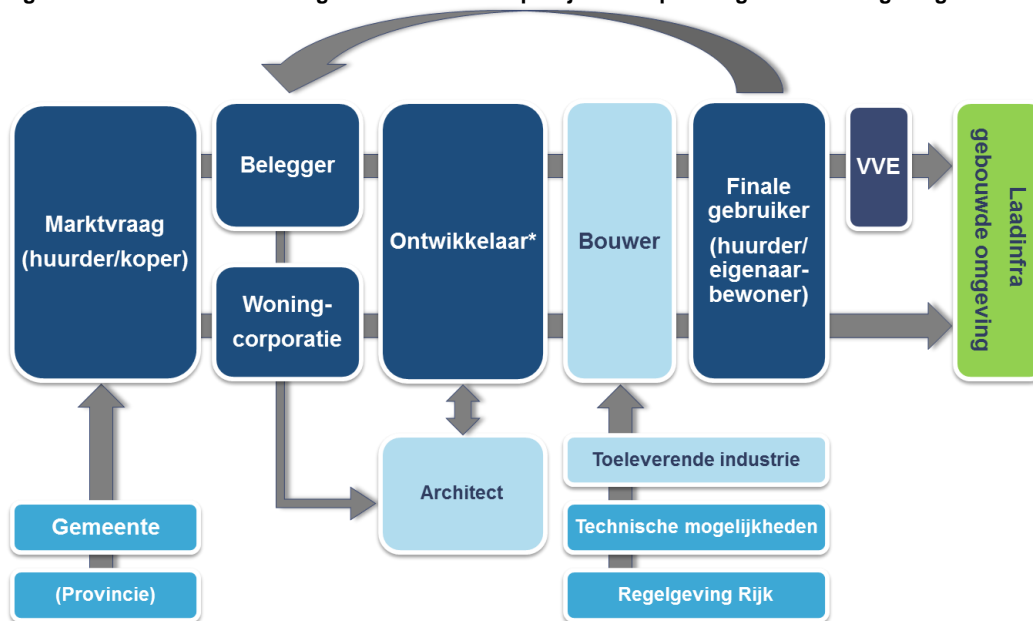 Marktvraag
(huurder/koper)
Belegger
Woning-
corporatie
Ontwikkelaar*
Bouwer
Finale
gebruiker
(huurder/
eigenaar-
bewoner)
VVE
Laadinfra
gebouwde omgeving
Architect
Gemeente
(Provincie)
Toeleverende industrie
Technische mogelijkheden
Regelgeving Rijk